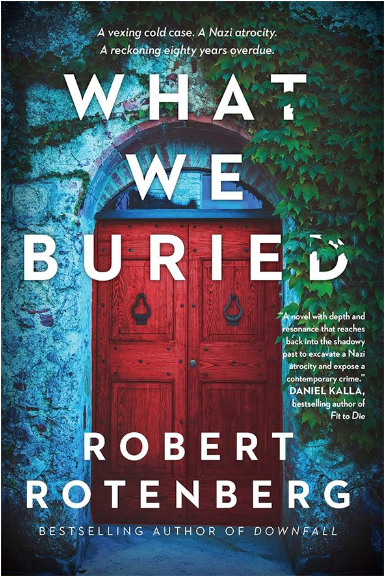 A vexing cold case. A Nazi atrocity.
A reckoning eighty years overdue.
WHAT
WE
BURIED
"A novel with depth and
resonance that reaches
back into the shadowy
past to excavate a Nazi
atrocity and expose a
contemporary crime."
DANIEL KALLA,
bestselling author of
Fit to Die
ROBERT
ROTENBERG
BESTSELLING AUTHOR OF DOWNFALL